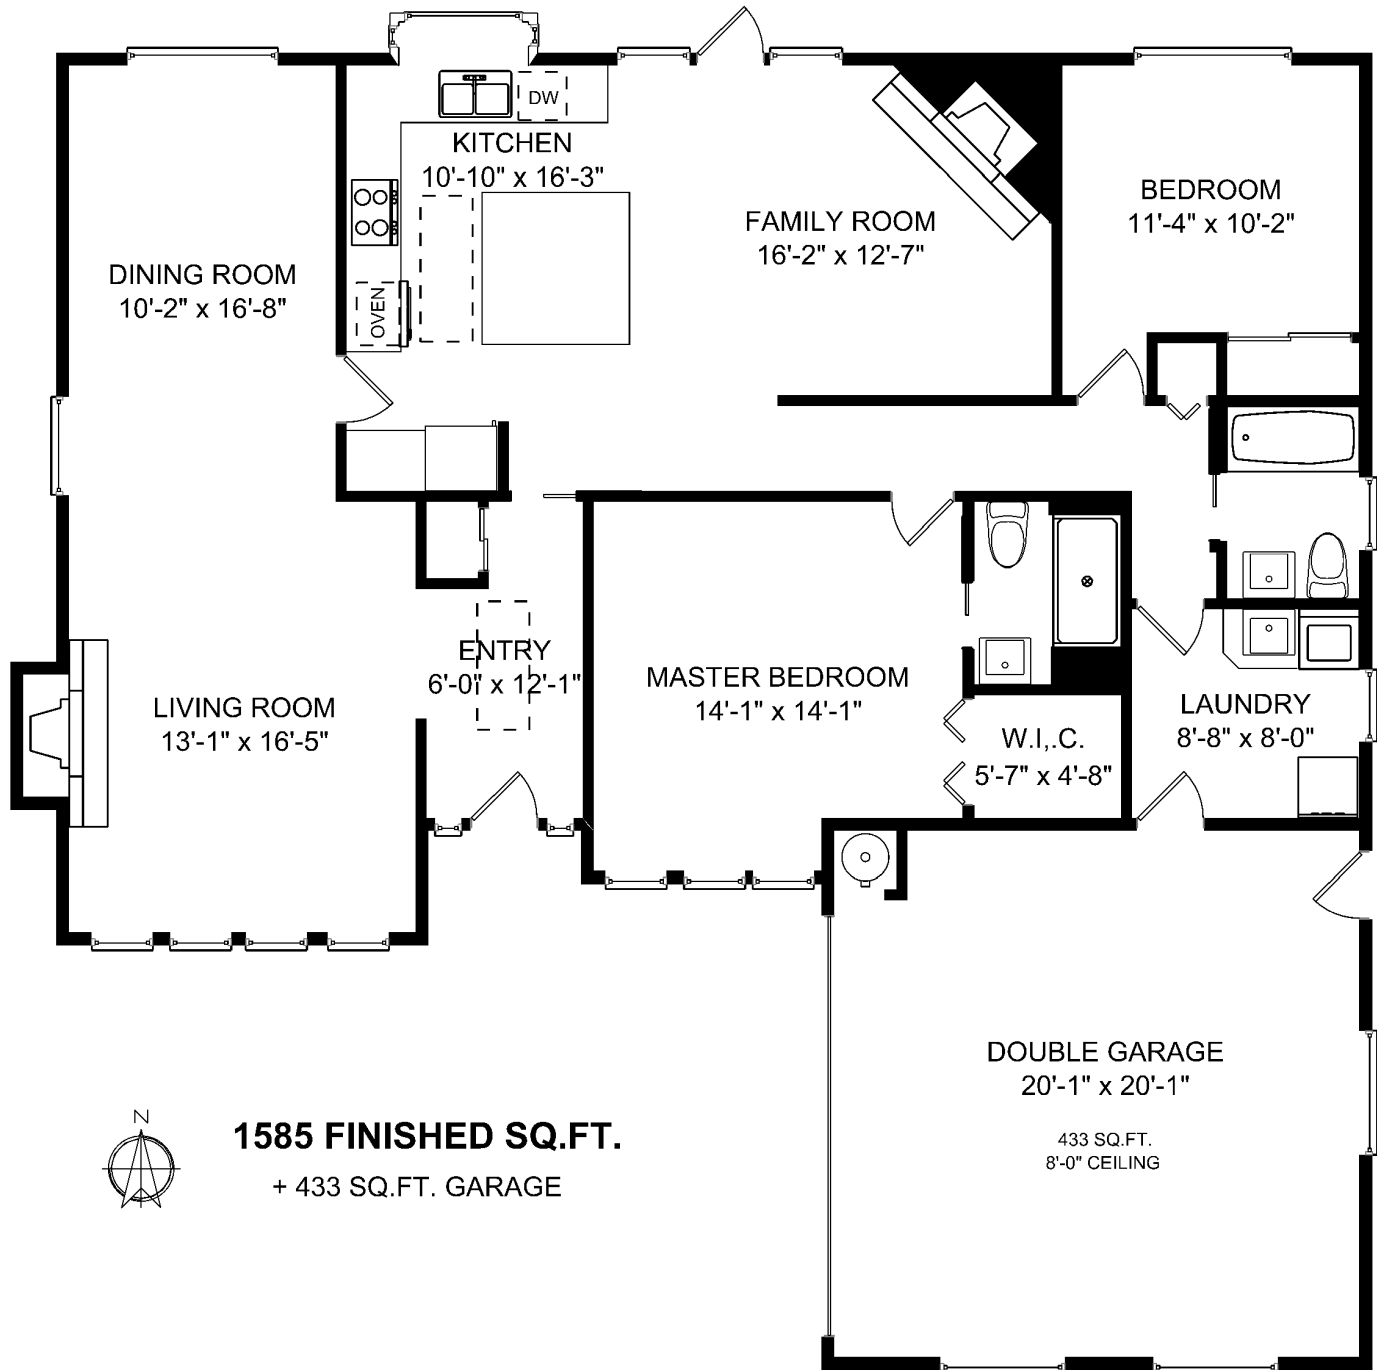 DW
KITCHEN
10'-10" x 16'-3"
BEDROOM
11'-4" x 10'-2"
FAMILY ROOM
16'-2" x 12'-7"
DINING ROOM
10'-2" x 16'-8"
OVEN
ENTRY
6'-0" x 12'-1"
MASTER BEDROOM
14'-1" x 14'-1"
LIVING ROOM
13'-1" x 16'-5"
LAUNDRY
8'-8" x 8'-0"
W.I,.C.
5'-7" x 4'-8"
DOUBLE GARAGE
20'-1" x 20'-1"
433 SQ.FT.
8'-0" CEILING
N
1585 FINISHED SQ.FT.
+ 433 SQ.FT. GARAGE